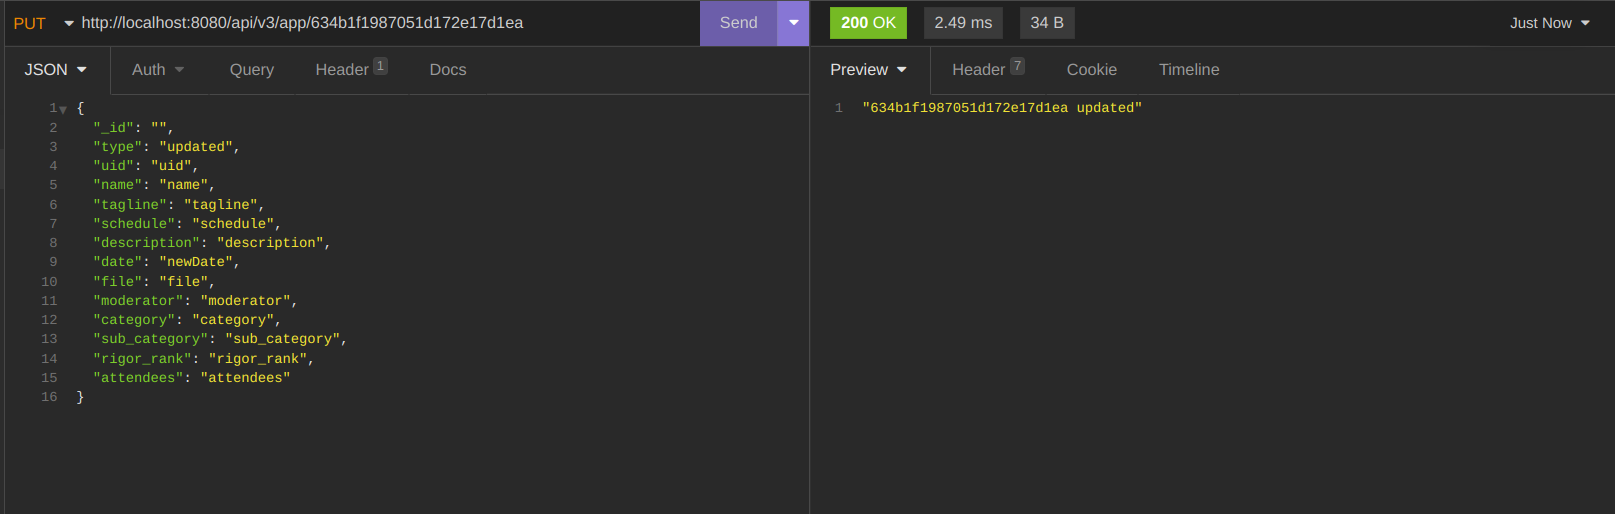 PUT http://localhost:8080/api/v3/app/634b1f1987051d172e17d1ea Send 200 OK 2.49 ms 34 B Just Now
JSON Auth Query Header 1 Docs Preview Header 7 Cookie Timeline
1 {
2 "_id": "",
3 "type": "updated",
4 "uid": "uid",
5 "name": "name",
6 "tagline": "tagline",
7 "schedule": "schedule",
8 "description": "description",
9 "date": "newDate",
10 "file": "file",
11 "moderator": "moderator",
12 "category": "category",
13 "sub_category": "sub_category",
14 "rigor_rank": "rigor_rank",
15 "attendees": "attendees"
16 }
1 "634b1f1987051d172e17d1ea updated"